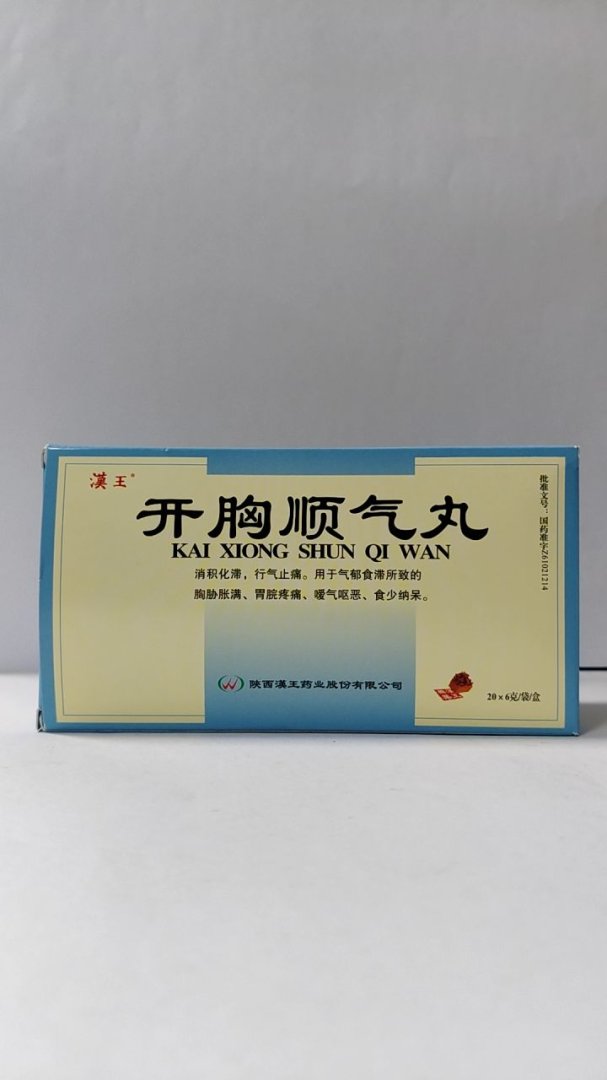 漢王®
开胸顺气丸
KAI XIONG SHUN QI WAN
消积化滞，行气止痛。用于气郁食滞所致的
胸胁胀满、胃脘疼痛、嗳气呕恶、食少纳呆。
批准文号：国药准字Z61021214
陕西漢王药业股份有限公司
20×6克/袋/盒